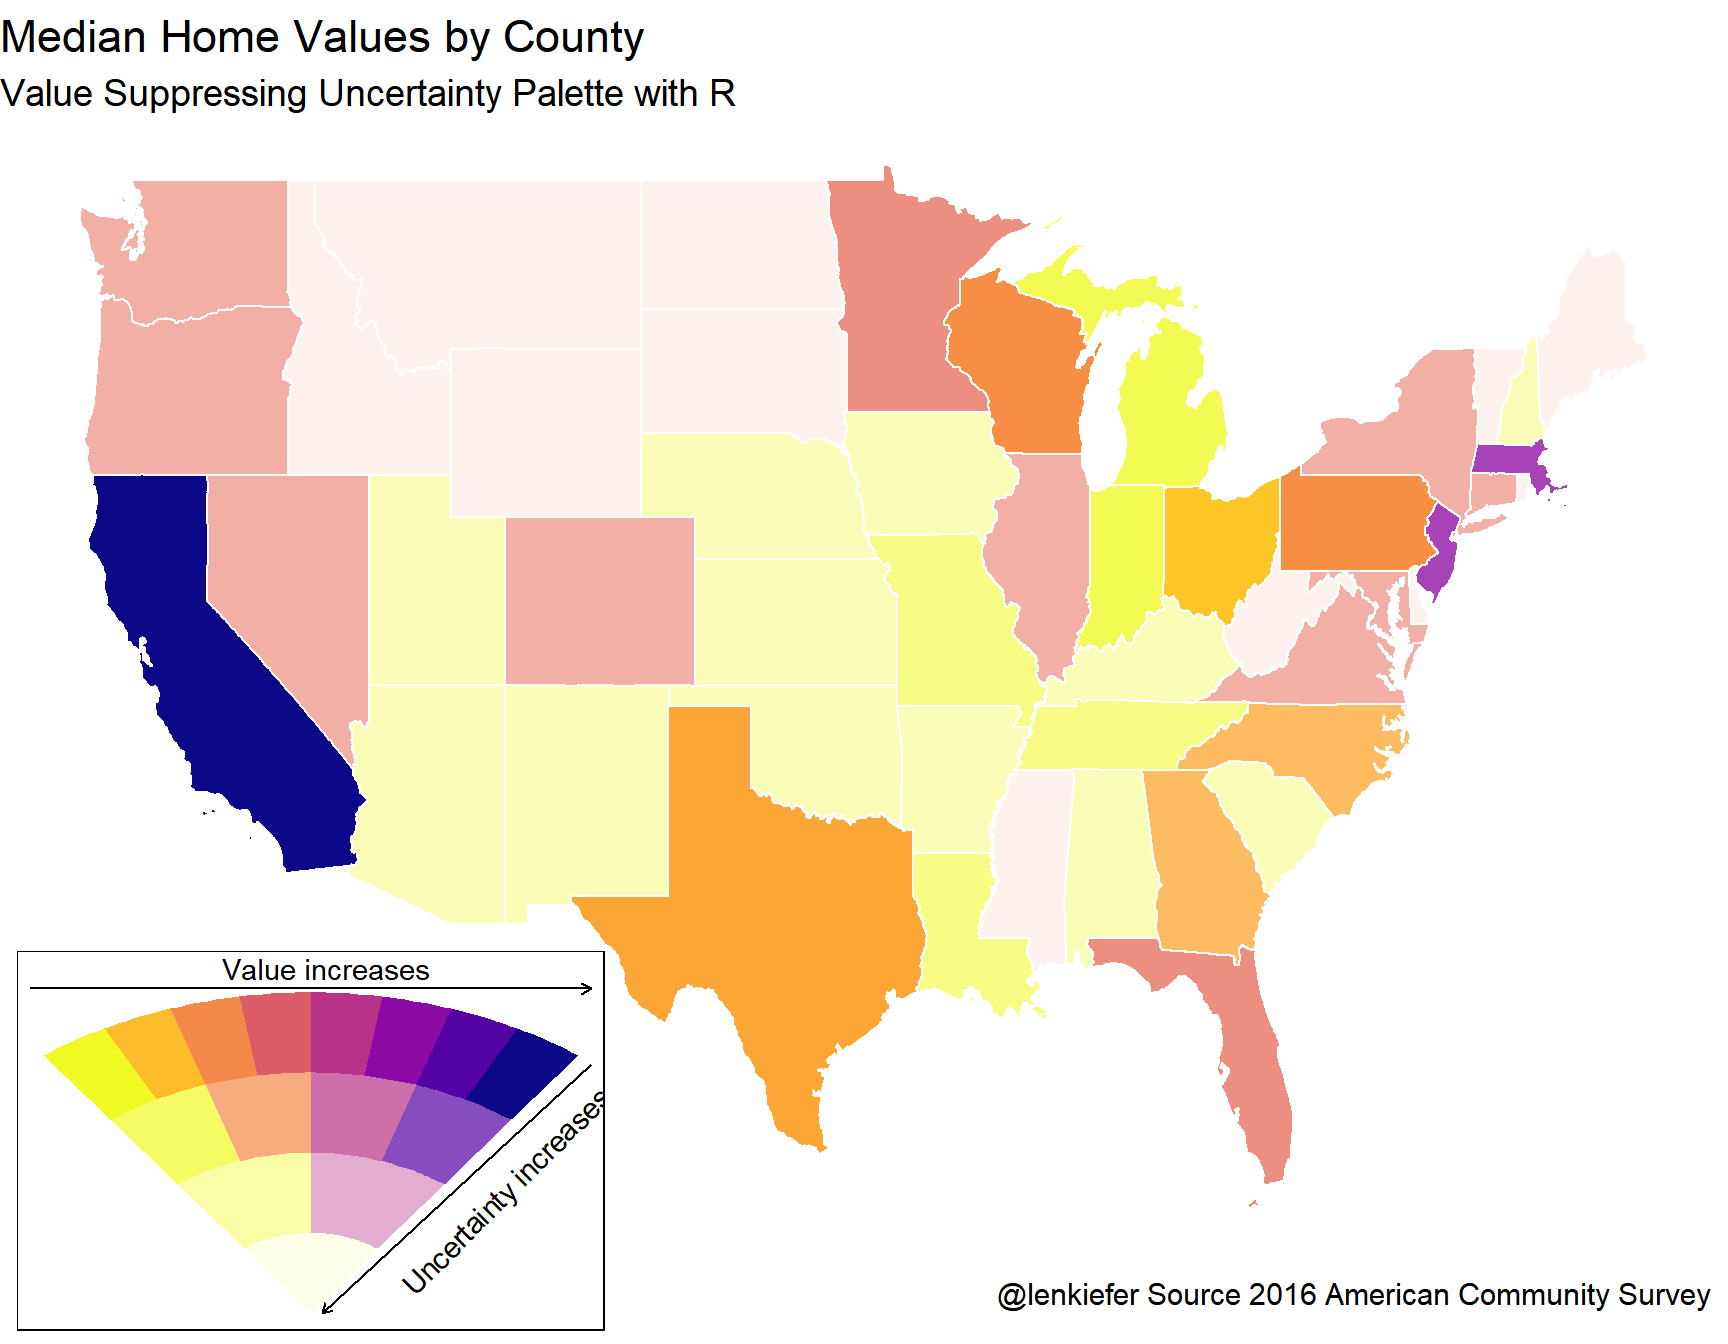 Median Home Values by County
Value Suppressing Uncertainty Palette with R
Value increases
Uncertainty increases
@lenkiefer Source 2016 American Community Survey